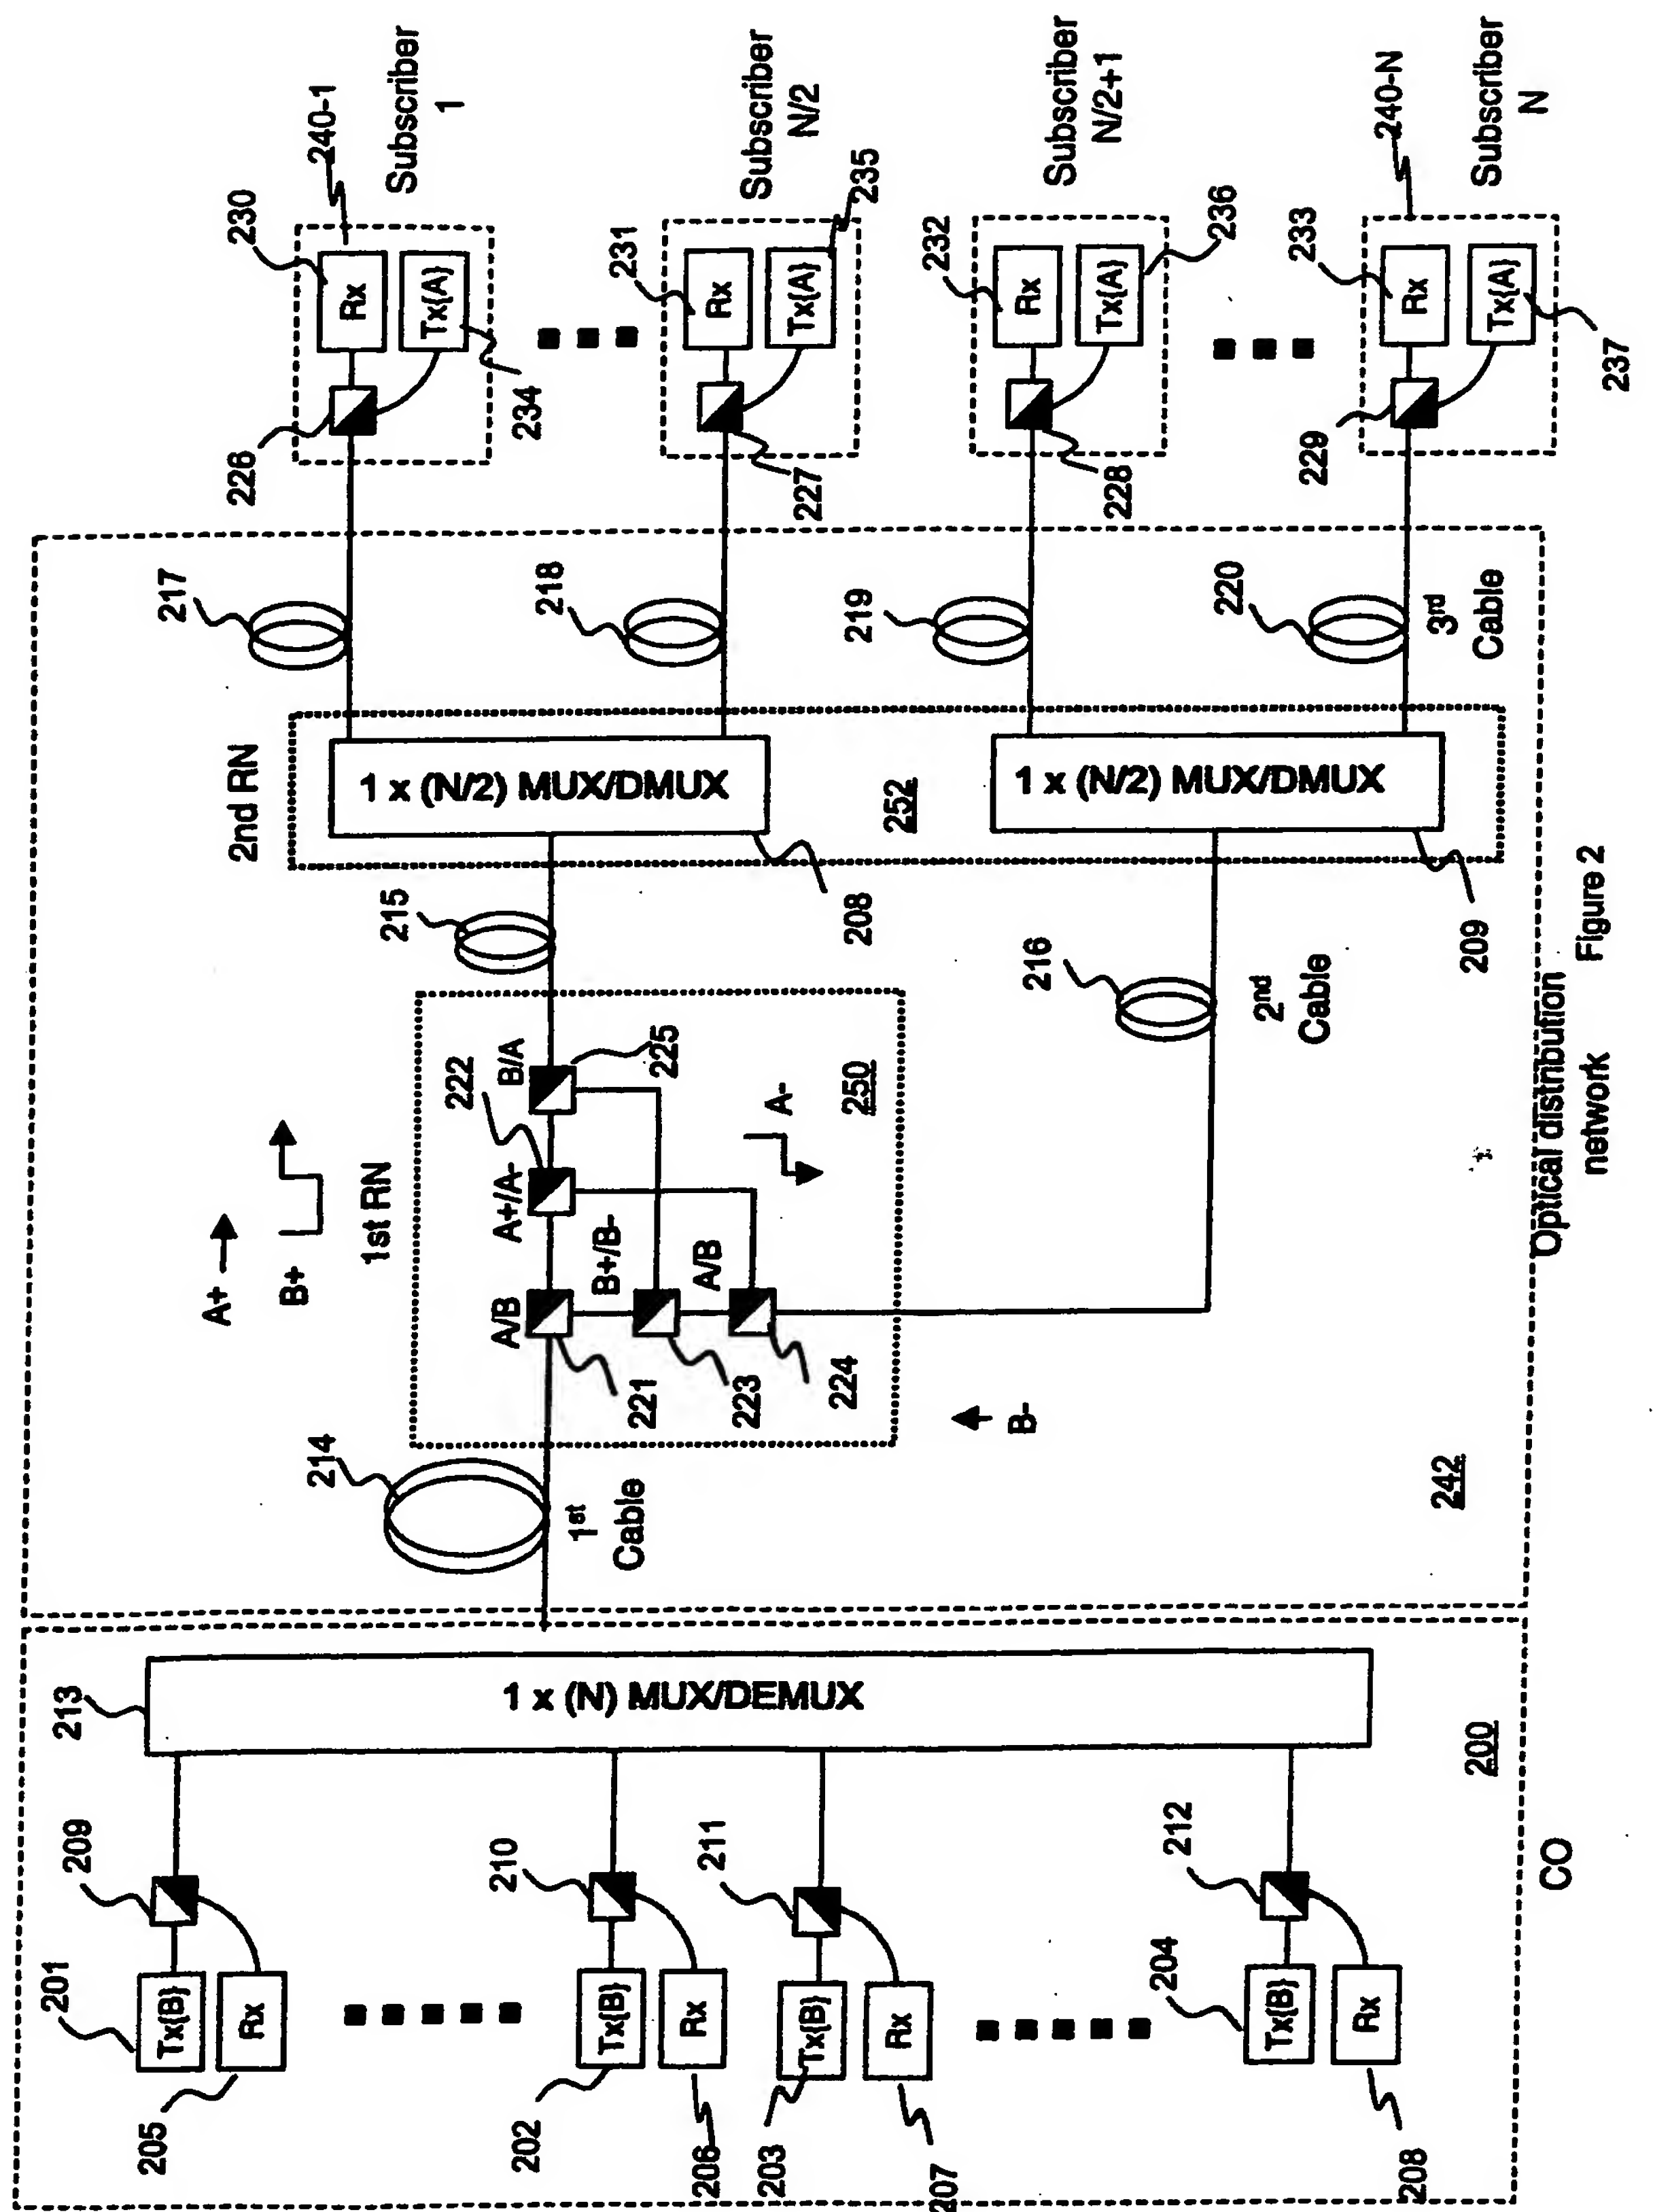 240-1
Subscriber
1
230
Rx
Tx{A}
226
234
Subscriber
N/2
231
Rx
Tx{A}
235
227
Subscriber
N/2+1
232
Rx
Tx{A}
236
228
240-N
Subscriber
N
233
Rx
Tx{A}
229
237
217
218
219
220
3rd
Cable
2nd RN
1 x (N/2) MUX/DMUX
252
1 x (N/2) MUX/DMUX
208
209
215
216
2nd
Cable
A+
B+
1st RN
222
B/A
225
A+/A-
B+/B-
A/B
A/B
A-
250
221
223
224
B-
214
1st
Cable
242
Optical distribution
network
Figure 2
213
1 x (N) MUX/DEMUX
200
209
210
211
212
201
Tx{B}
Rx
205
Tx{B}
Rx
202
206
Tx{B}
Rx
203
207
204
Tx{B}
Rx
208
CO